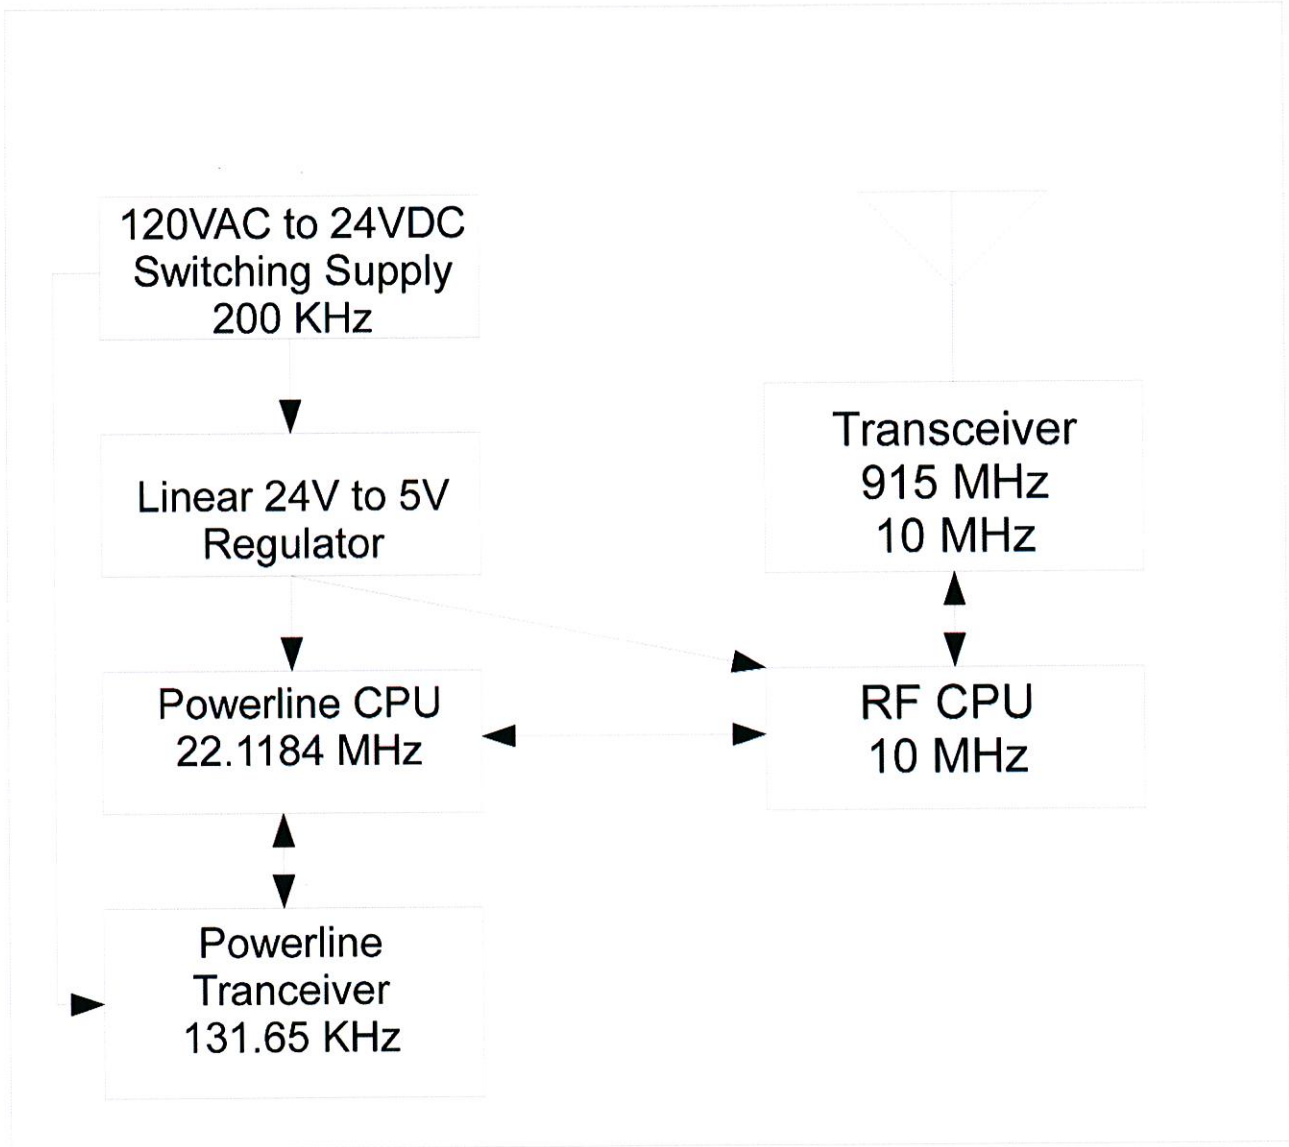 120VAC to 24VDC
Switching Supply
200 KHz
Linear 24V to 5V
Regulator
Powerline CPU
22.1184 MHz
Powerline
Tranceiver
131.65 KHz
Transceiver
915 MHz
10 MHz
RF CPU
10 MHz